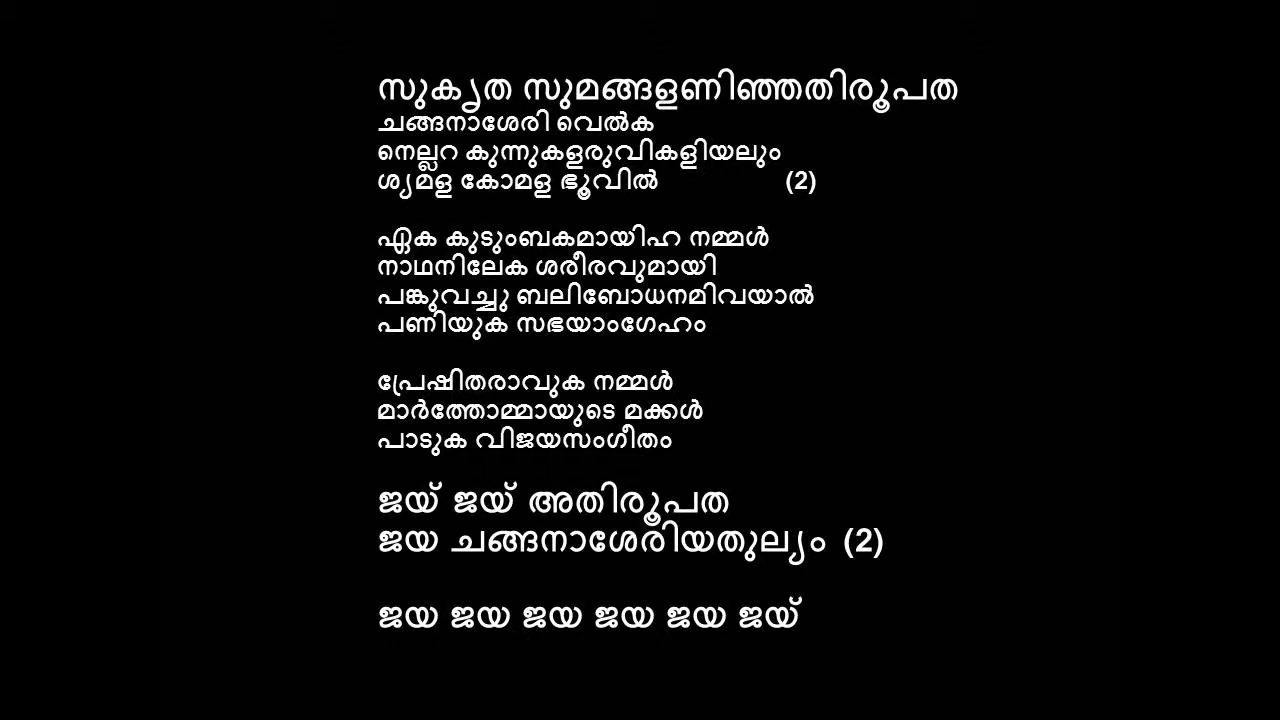 സുകൃത സുമങ്ങളണിഞ്ഞതിരൂപത
ചങ്ങനാശേരി വെൽക
നെല്ലറ കുന്നുകളരുവികളിയലും
ശ്യമള കോമള ഭൂവിൽ (2)
ഏക കുടുംബകമായിഹ നമ്മൾ
നാഥനിലേക ശരീരവുമായി
പങ്കുവച്ചു ബലിബോധനമിവയാൽ
പണിയുക സഭയാംഗേഹം
പ്രേഷിതരാവുക നമ്മൾ
മാർത്തോമ്മായുടെ മക്കൾ
പാടുക വിജയസംഗീതം
ജയ് ജയ് അതിരൂപത
ജയ ചങ്ങനാശേരിയതുല്യം (2)
ജയ ജയ ജയ ജയ ജയ ജയ്